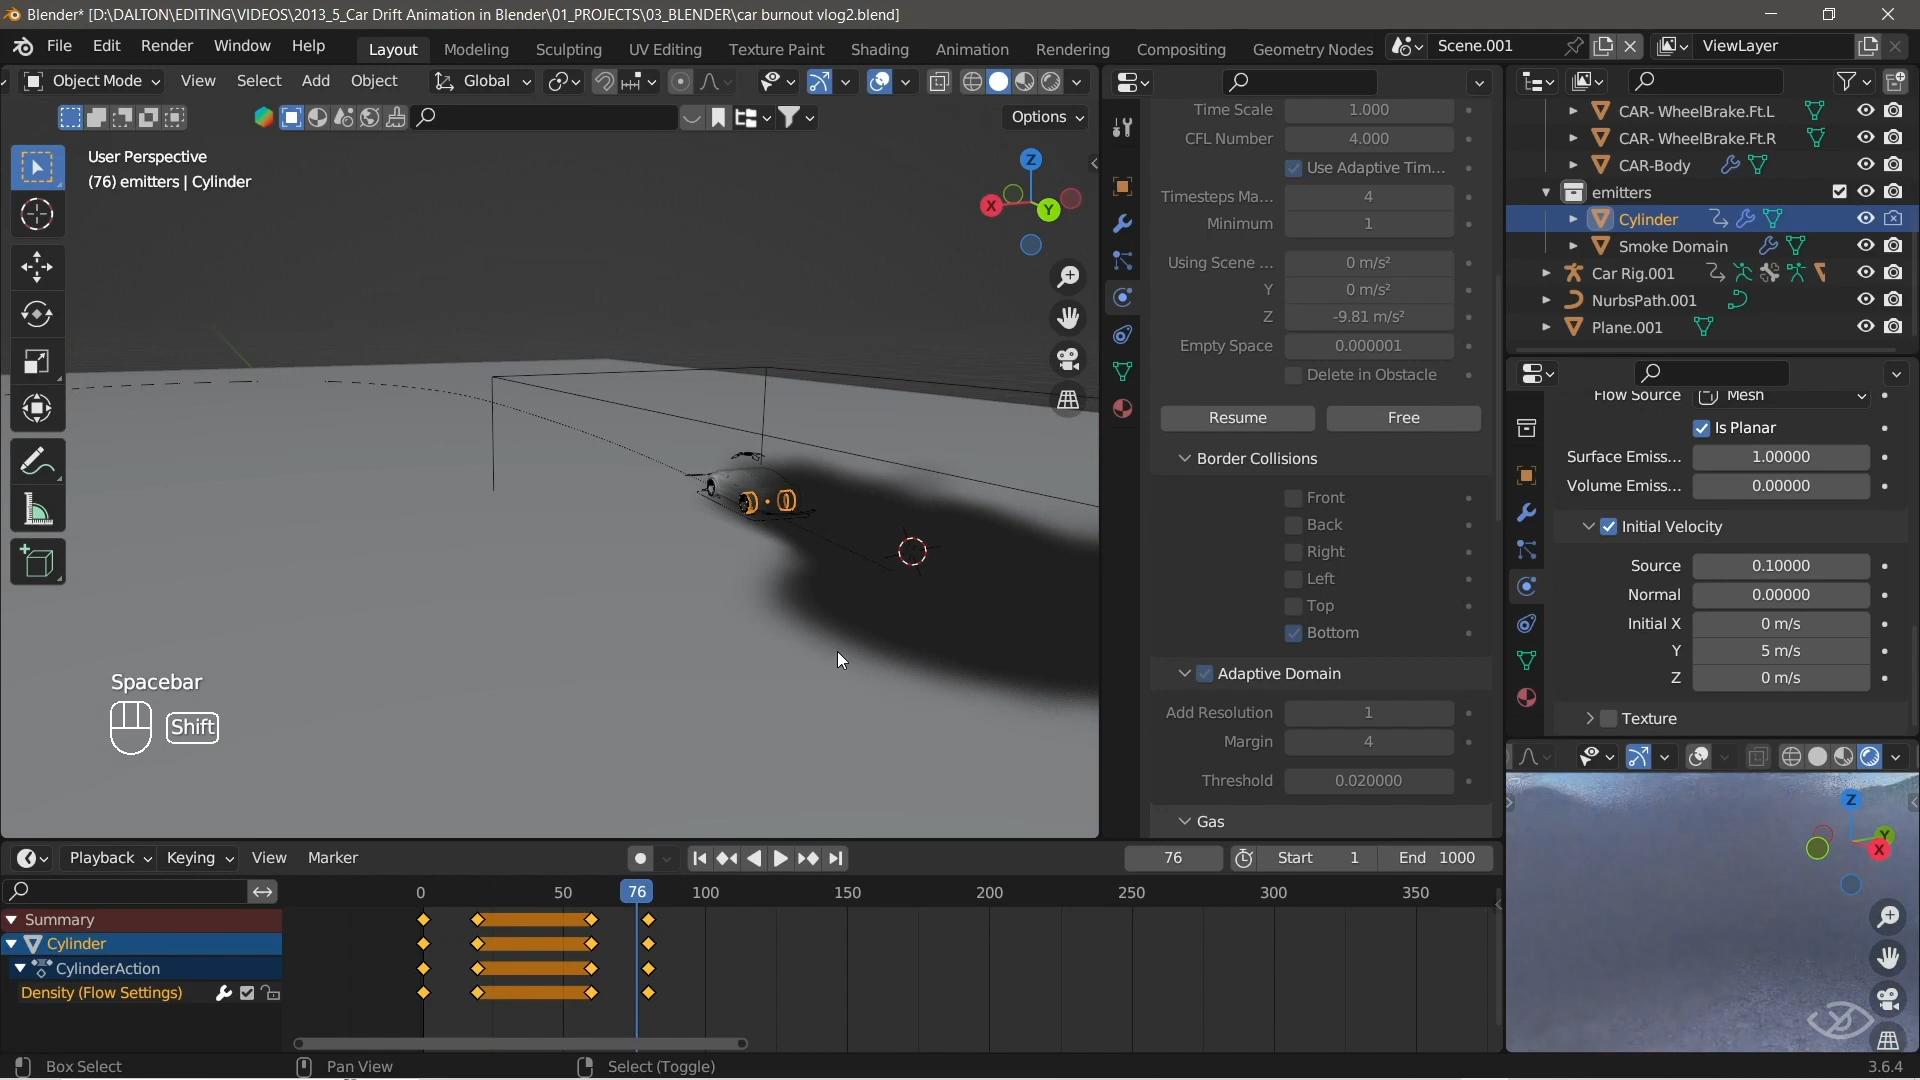 Blender* [D:\DALTON\EDITING\VIDEOS\2013_5_Car Drift Animation in Blender\01_PROJECTS\03_BLENDER\car burnout vlog2.blend]
File Edit Render Window Help Layout Modeling Sculpting UV Editing Texture Paint Shading Animation Rendering Compositing Geometry Nodes Scene.001 ViewLayer
Object Mode View Select Add Object Global
Options
User Perspective
(76) emitters | Cylinder
Z
X
Y
Spacebar
Shift
Time Scale 1.000
CFL Number 4.000
Use Adaptive Tim...
Timesteps Ma... 4
Minimum 1
Using Scene ... 0 m/s²
Y 0 m/s²
Z -9.81 m/s²
Empty Space 0.000001
Delete in Obstacle
Resume Free
Border Collisions
Front
Back
Right
Left
Top
Bottom
Adaptive Domain
Add Resolution 1
Margin 4
Threshold 0.020000
Gas
CAR- WheelBrake.Ft.L
CAR- WheelBrake.Ft.R
CAR-Body
emitters
Cylinder
Smoke Domain
Car Rig.001
NurbsPath.001
Plane.001
Flow Source Mesh
Is Planar
Surface Emiss... 1.00000
Volume Emiss... 0.00000
Initial Velocity
Source 0.10000
Normal 0.00000
Initial X 0 m/s
Y 5 m/s
Z 0 m/s
Texture
Z
Y
X
Playback Keying View Marker 76 Start 1 End 1000
0 50 76 100 150 200 250 300 350
Summary
Cylinder
CylinderAction
Density (Flow Settings)
Box Select Pan View Select (Toggle) 3.6.4